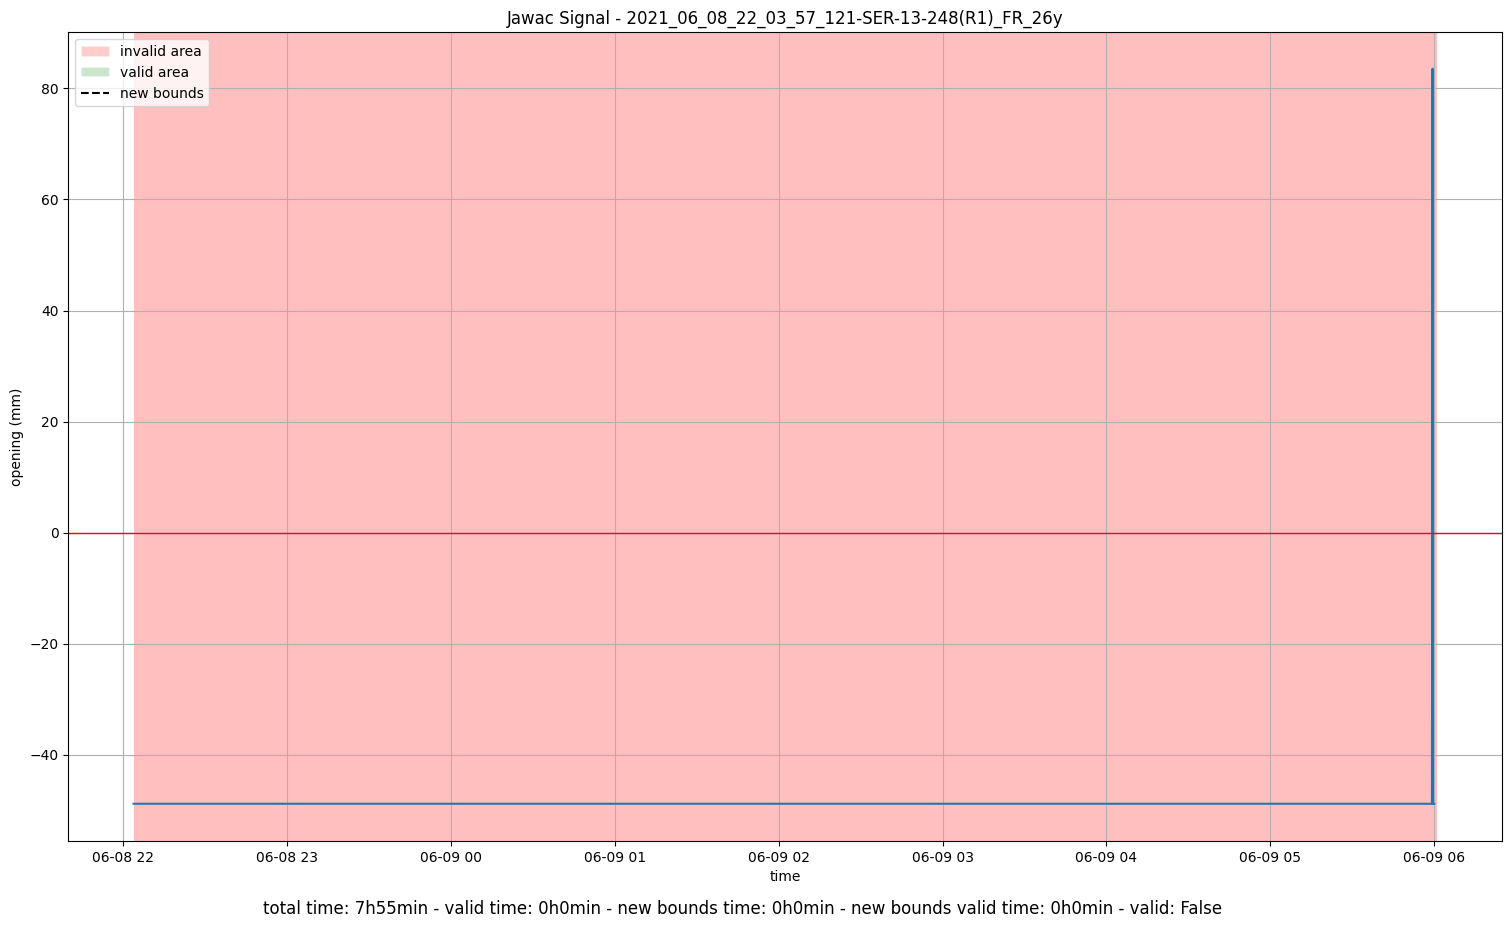 Jawac Signal - 2021_06_08_22_03_57_121-SER-13-248(R1)_FR_26y
invalid area
valid area
new bounds
80
60
40
20
0
−20
−40
opening (mm)
06-08 22
06-08 23
06-09 00
06-09 01
06-09 02
06-09 03
06-09 04
06-09 05
06-09 06
time
total time: 7h55min - valid time: 0h0min - new bounds time: 0h0min - new bounds valid time: 0h0min - valid: False